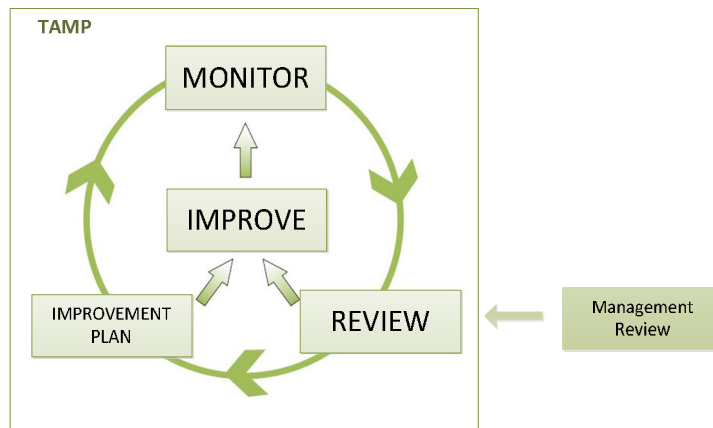 TAMP
MONITOR
IMPROVE
IMPROVEMENT
PLAN
REVIEW
Management
Review